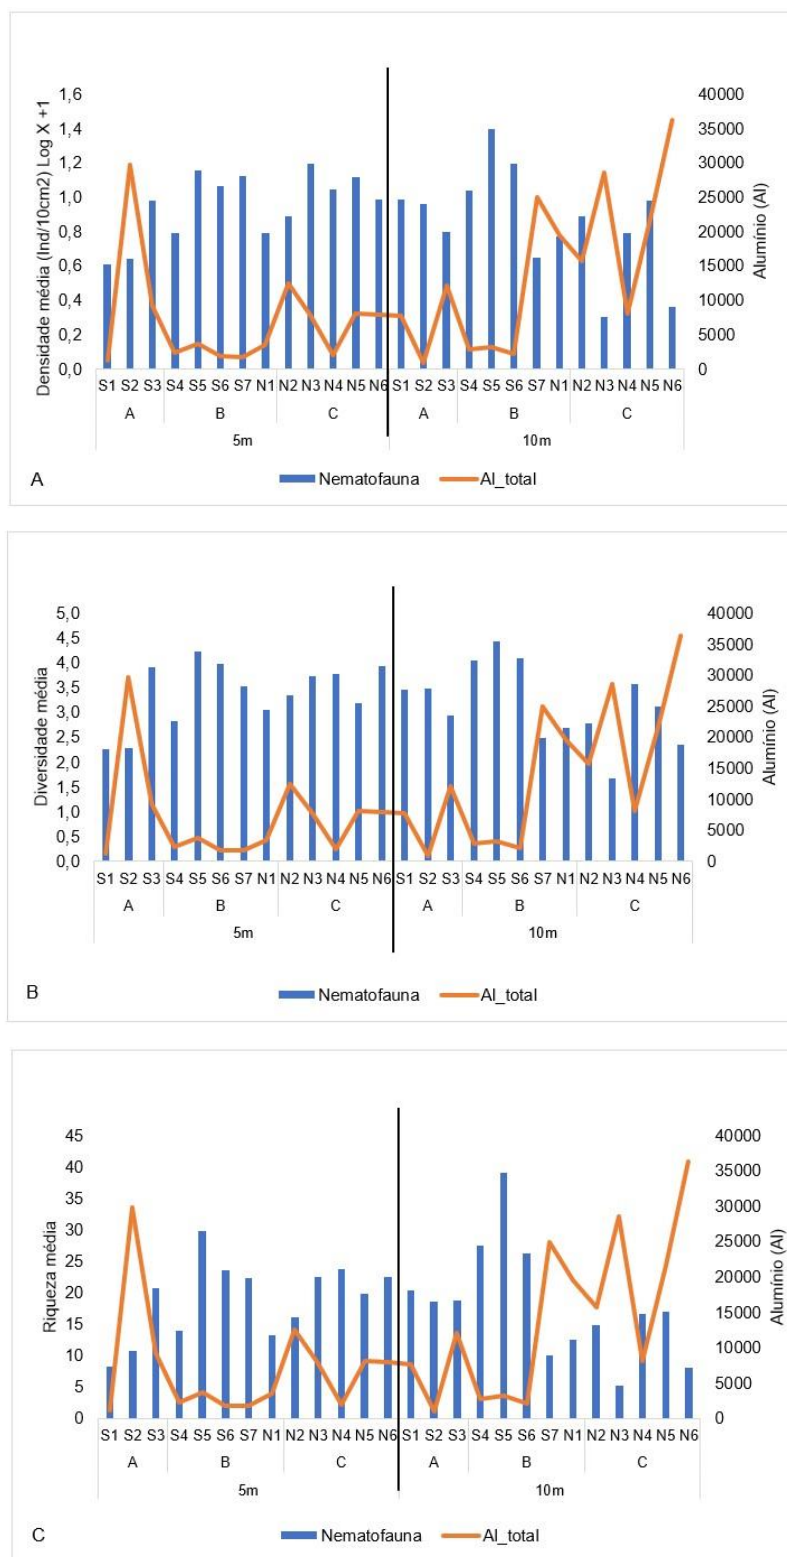 Densidade média (Ind/10cm2) Log X +1
1,6
1,4
1,2
1,0
0,8
0,6
0,4
0,2
0,0
40000
35000
30000
25000
20000
15000
10000
5000
0
Alumínio (Al)
S1 S2 S3 S4 S5 S6 S7 N1 N2 N3 N4 N5 N6 S1 S2 S3 S4 S5 S6 S7 N1 N2 N3 N4 N5 N6
A B C A B C
5m 10m
Nematofauna Al_total
A
Diversidade média
5,0
4,5
4,0
3,5
3,0
2,5
2,0
1,5
1,0
0,5
0,0
40000
35000
30000
25000
20000
15000
10000
5000
0
Alumínio (Al)
S1 S2 S3 S4 S5 S6 S7 N1 N2 N3 N4 N5 N6 S1 S2 S3 S4 S5 S6 S7 N1 N2 N3 N4 N5 N6
A B C A B C
5m 10m
Nematofauna Al_total
B
Riqueza média
45
40
35
30
25
20
15
10
5
0
40000
35000
30000
25000
20000
15000
10000
5000
0
Alumínio (Al)
S1 S2 S3 S4 S5 S6 S7 N1 N2 N3 N4 N5 N6 S1 S2 S3 S4 S5 S6 S7 N1 N2 N3 N4 N5 N6
A B C A B C
5m 10m
Nematofauna Al_total
C